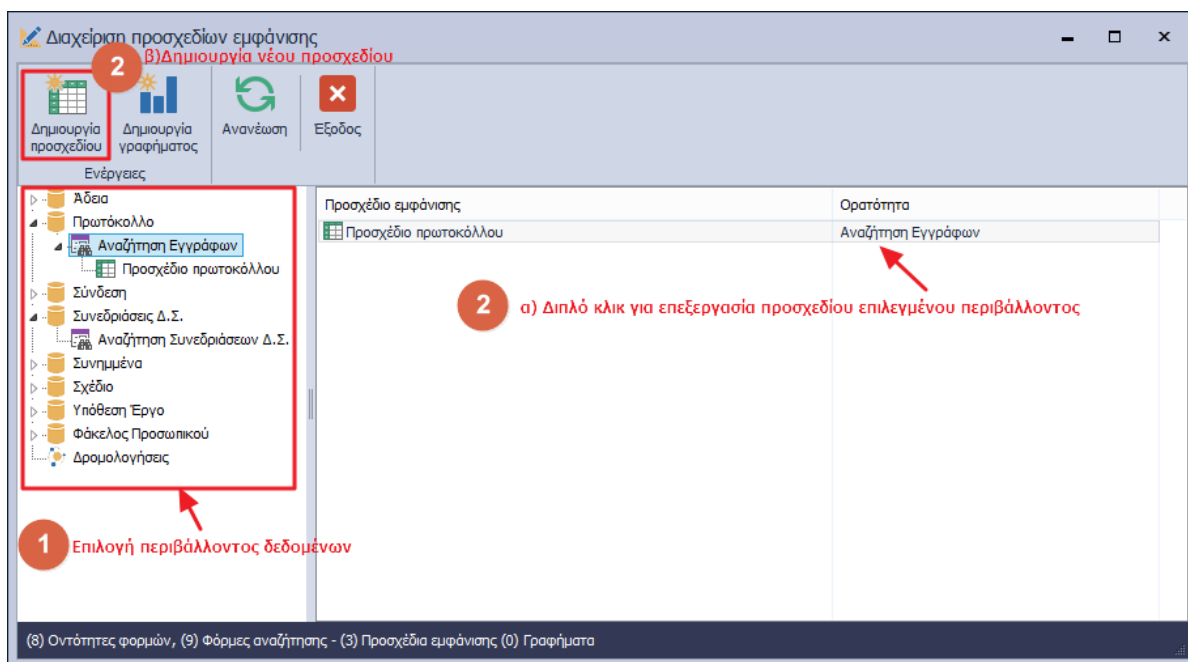 Διαχείριση προσχεδίων εμφάνισης
2 β)Δημιουργία νέου προσχεδίου
Δημιουργία προσχεδίου
Δημιουργία γραφήματος
Ανανέωση
Έξοδος
Ενέργειες
Άδεια
Πρωτόκολλο
Αναζήτηση Εγγράφων
Προσχέδιο πρωτοκόλλου
Σύνδεση
Συνεδριάσεις Δ.Σ.
Αναζήτηση Συνεδριάσεων Δ.Σ.
Συνημμένα
Σχέδιο
Υπόθεση Έργο
Φάκελος Προσωπικού
Δρομολογήσεις
1 Επιλογή περιβάλλοντος δεδομένων
Προσχέδιο εμφάνισης Ορατότητα
Προσχέδιο πρωτοκόλλου Αναζήτηση Εγγράφων
2 α) Διπλό κλικ για επεξεργασία προσχεδίου επιλεγμένου περιβάλλοντος
(8) Οντότητες φορμών, (9) Φόρμες αναζήτησης - (3) Προσχέδια εμφάνισης (0) Γραφήματα